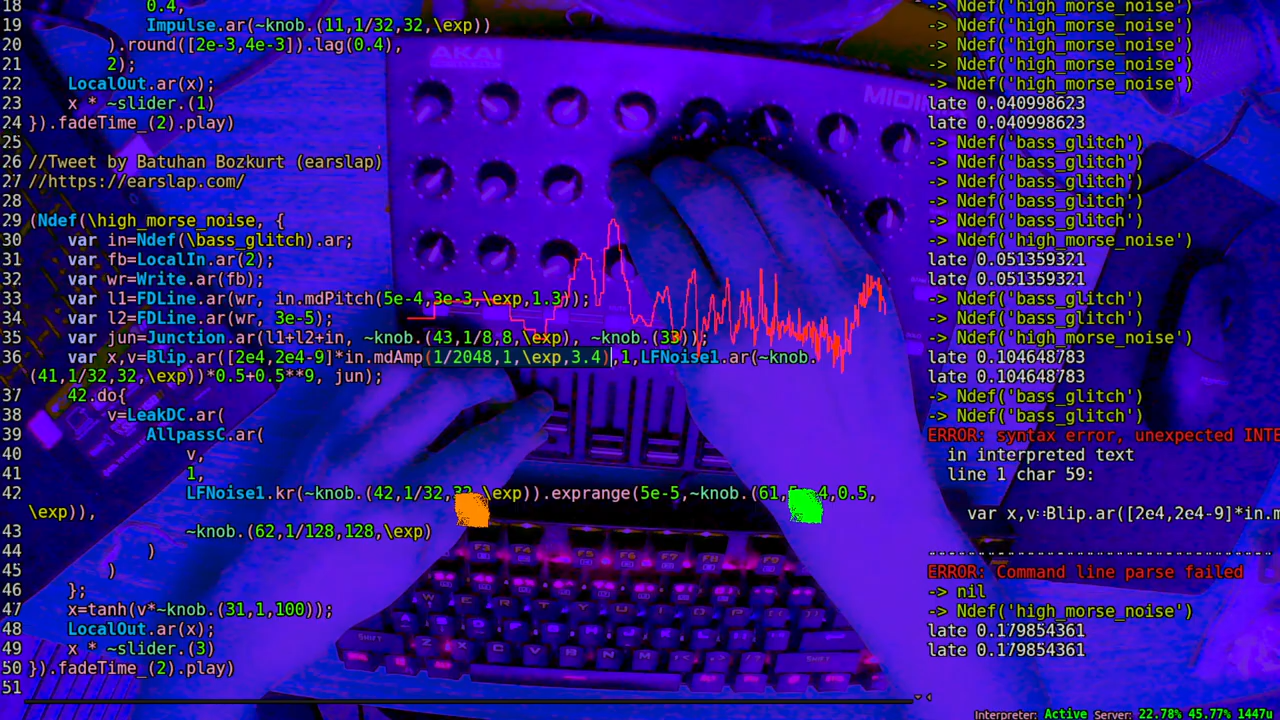 18 0.4,
19 Impulse.ar(~knob.(11,1/32,32,\exp))
20 ).round([2e-3,4e-3]).lag(0.4),
21 2);
22 LocalOut.ar(x);
23 x * ~slider.(1)
24 }).fadeTime_(2).play)
25
26 //Tweet by Batuhan Bozkurt (earslap)
27 //https://earslap.com/
28
29 (Ndef(\high_morse_noise, {
30 var in=Ndef(\bass_glitch).ar;
31 var fb=LocalIn.ar(2);
32 var wr=Write.ar(fb);
33 var l1=FDLine.ar(wr, in.mdPitch(5e-4,3e-3,\exp,1.3));
34 var l2=FDLine.ar(wr, 3e-5);
35 var jun=Junction.ar(l1+l2+in, ~knob.(43,1/8,8,\exp), ~knob.(33));
36 var x,v=Blip.ar([2e4,2e4-9]*in.mdAmp(1/2048,1,\exp,3.4),1,LFNoise1.ar(~knob.
(41,1/32,32,\exp))*0.5+0.5**9, jun);
37 42.do{
38 v=LeakDC.ar(
39 AllpassC.ar(
40 v,
41 1,
42 LFNoise1.kr(~knob.(42,1/32,32,\exp)).exprange(5e-5,~knob.(61,5e-4,0.5,
\exp)),
43 ~knob.(62,1/128,128,\exp)
44 )
45 )
46 };
47 x=tanh(v*~knob.(31,1,100));
48 LocalOut.ar(x);
49 x * ~slider.(3)
50 }).fadeTime_(2).play)
51
-> Ndef('high_morse_noise')
-> Ndef('high_morse_noise')
-> Ndef('high_morse_noise')
-> Ndef('high_morse_noise')
-> Ndef('high_morse_noise')
late 0.040998623
late 0.040998623
-> Ndef('bass_glitch')
-> Ndef('bass_glitch')
-> Ndef('bass_glitch')
-> Ndef('bass_glitch')
-> Ndef('bass_glitch')
-> Ndef('high_morse_noise')
late 0.051359321
late 0.051359321
-> Ndef('bass_glitch')
-> Ndef('bass_glitch')
-> Ndef('high_morse_noise')
late 0.104648783
late 0.104648783
-> Ndef('bass_glitch')
-> Ndef('bass_glitch')
ERROR: syntax error, unexpected INTE
in interpreted text
line 1 char 59:
var x,v=Blip.ar([2e4,2e4-9]*in.m
-----------------------------------
ERROR: Command line parse failed
-> nil
-> Ndef('high_morse_noise')
late 0.179854361
late 0.179854361
Interpreter: Active Server: 22.78% 45.77% 1447u
AKAI
MIDI
F3 F4 F5 F6 F7 F8 F9
SHIFT
SHIFT